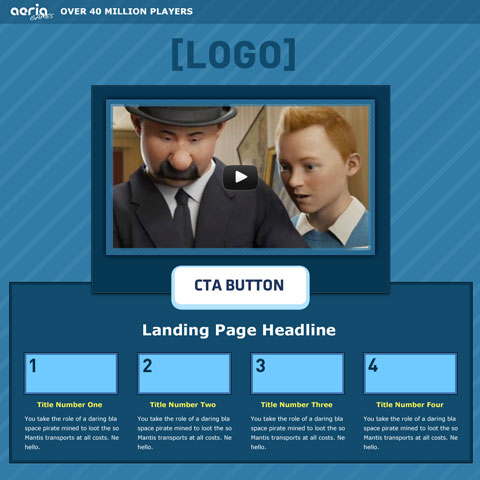 aeria GAMES OVER 40 MILLION PLAYERS
[LOGO]
CTA BUTTON
Landing Page Headline
1
Title Number One
You take the role of a daring bla
space pirate mined to loot the so
Mantis transports at all costs. Ne
hello.
2
Title Number Two
You take the role of a daring bla
space pirate mined to loot the so
Mantis transports at all costs. Ne
hello.
3
Title Number Three
You take the role of a daring bla
space pirate mined to loot the so
Mantis transports at all costs. Ne
hello.
4
Title Number Four
You take the role of a daring bla
space pirate mined to loot the so
Mantis transports at all costs. Ne
hello.